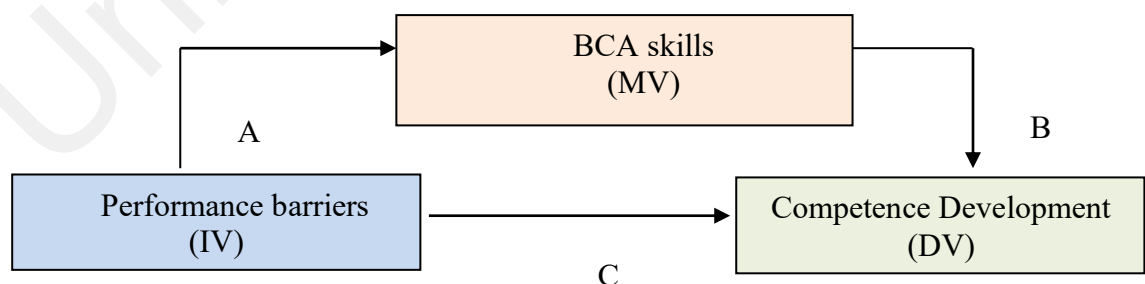 BCA skills
(MV)
A
B
Performance barriers
(IV)
Competence Development
(DV)
C